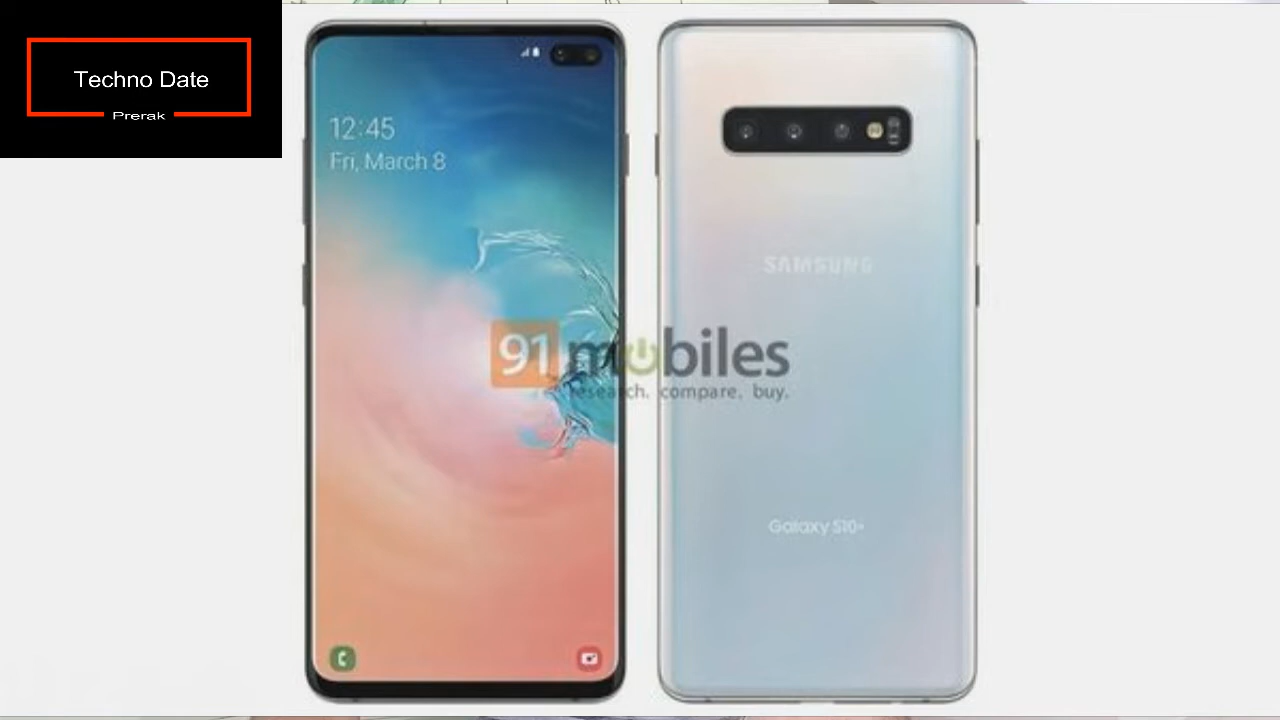 Techno Date
Prerak
12:45
Fri, March 8
SAMSUNG
91mobiles
research. compare. buy.
Galaxy S10+